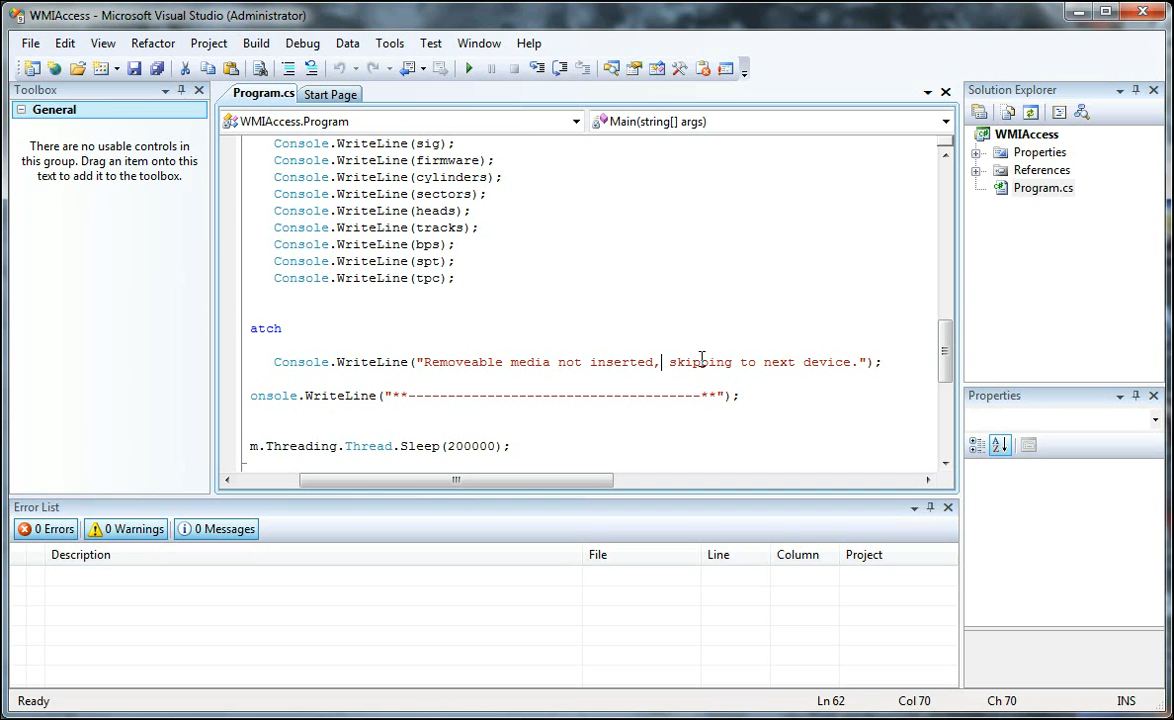 WMIAccess - Microsoft Visual Studio (Administrator)
File Edit View Refactor Project Build Debug Data Tools Test Window Help
Toolbox
General
There are no usable controls in
this group. Drag an item onto this
text to add it to the toolbox.
Program.cs Start Page
WMIAccess.Program Main(string[] args)
Console.WriteLine(sig);
Console.WriteLine(firmware);
Console.WriteLine(cylinders);
Console.WriteLine(sectors);
Console.WriteLine(heads);
Console.WriteLine(tracks);
Console.WriteLine(bps);
Console.WriteLine(spt);
Console.WriteLine(tpc);
atch
Console.WriteLine("Removeable media not inserted, skipping to next device.");
onsole.WriteLine("**-------------------------------------**");
m.Threading.Thread.Sleep(200000);
Solution Explorer
WMIAccess
Properties
References
Program.cs
Properties
Error List
0 Errors 0 Warnings 0 Messages
Description File Line Column Project
Ready Ln 62 Col 70 Ch 70 INS